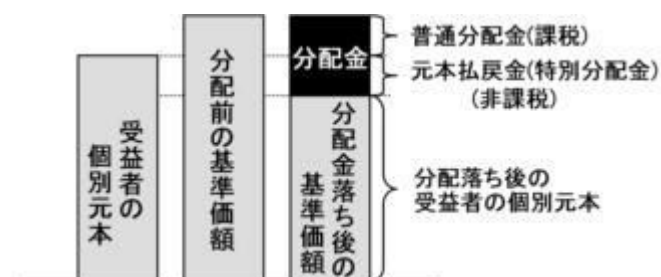 受益者の
個別元本
分配前の基準価額
分配金
分配金落ち後の
基準価額
普通分配金(課税)
元本払戻金(特別分配金)
(非課税)
分配落ち後の
受益者の個別元本